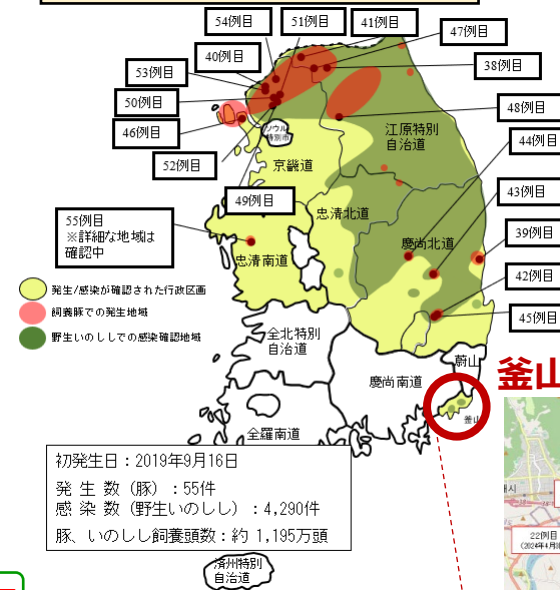 54例目
51例目
41例目
47例目
40例目
38例目
53例目
50例目
46例目
48例目
ソウル
特別市
江原特別
自治道
44例目
52例目
京畿道
43例目
49例目
忠清北道
39例目
55例目
※詳細な地域は
確認中
慶尚北道
忠清南道
42例目
発生/感染が確認された行政区画
飼養豚での発生地域
45例目
野生いのししでの感染確認地域
全北特別
自治道
蔚山
釜山
慶尚南道
釜山
全羅南道
初発生日：2019年9月16日
発 生 数（豚）：55件
感 染 数（野生いのしし）：4,290件
豚、いのしし飼養頭数：約 1,195万頭
22例目
済州特別
自治道